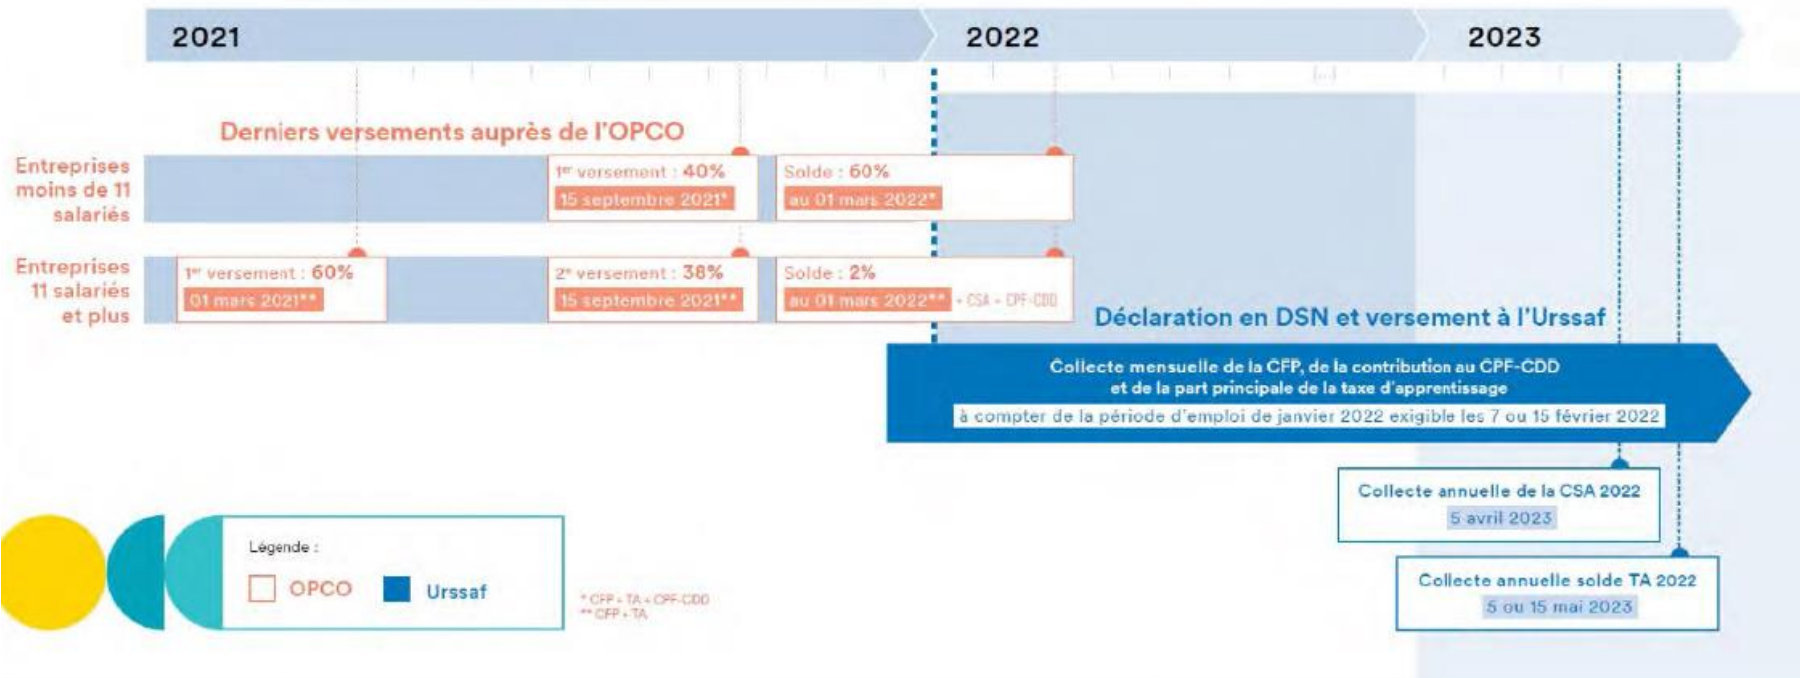 2021
2022
2023
[...]
Derniers versements auprès de l'OPCO
Entreprises
moins de 11
salariés
1er versement : 40%
15 septembre 2021*
Solde : 60%
au 01 mars 2022*
Entreprises
11 salariés
et plus
1er versement : 60%
01 mars 2021**
2e versement : 38%
15 septembre 2021**
Solde : 2%
au 01 mars 2022** + CSA + CPF-CDD
Déclaration en DSN et versement à l'Urssaf
Collecte mensuelle de la CFP, de la contribution au CPF-CDD
et de la part principale de la taxe d'apprentissage
à compter de la période d'emploi de janvier 2022 exigible les 7 ou 15 février 2022
Collecte annuelle de la CSA 2022
5 avril 2023
Collecte annuelle solde TA 2022
5 ou 15 mai 2023
Légende :
OPCO
Urssaf
* CFP + TA + CPF-CDD
** CFP + TA